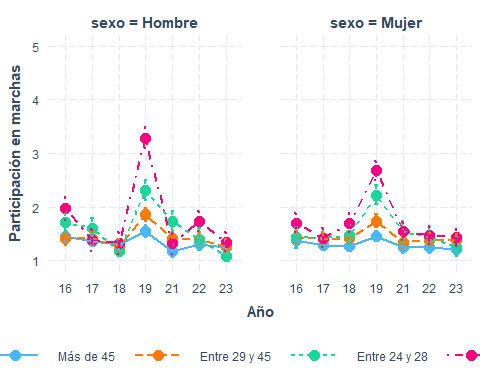 sexo = Hombre
sexo = Mujer
Participación en marchas
5
4
3
2
1
16 17 18 19 21 22 23
16 17 18 19 21 22 23
Año
Más de 45
Entre 29 y 45
Entre 24 y 28